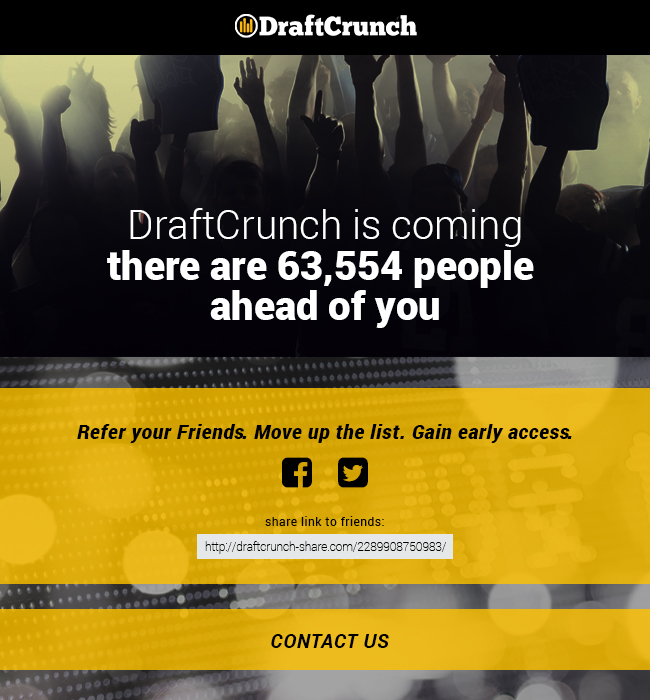 DraftCrunch
DraftCrunch is coming
there are 63,554 people
ahead of you
Refer your Friends. Move up the list. Gain early access.
share link to friends:
http://draftcrunch-share.com/2289908750983/
CONTACT US